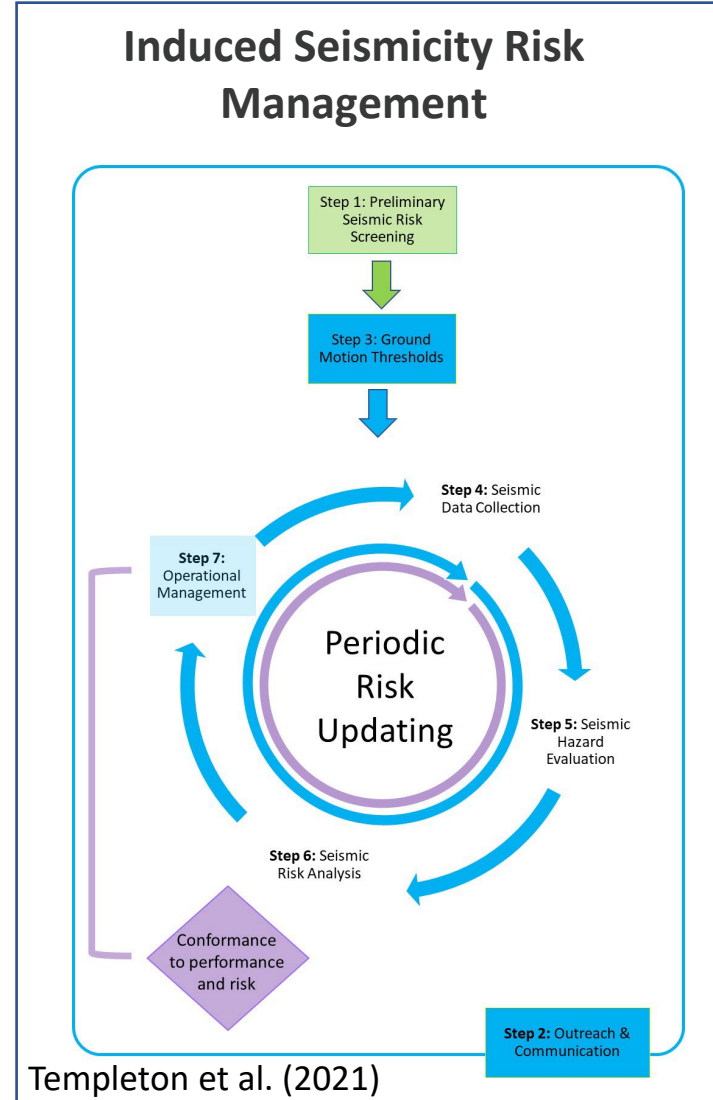 Induced Seismicity Risk
Management
Step 1: Preliminary
Seismic Risk
Screening
Step 3: Ground
Motion Thresholds
Step 4: Seismic
Data Collection
Step 7:
Operational
Management
Periodic
Risk
Updating
Step 5: Seismic
Hazard
Evaluation
Step 6: Seismic
Risk Analysis
Conformance
to performance
and risk
Step 2: Outreach &
Communication
Templeton et al. (2021)